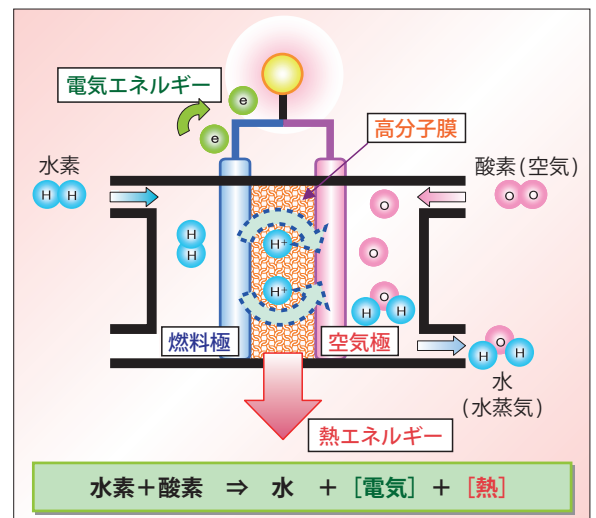 電気エネルギー
e
e
高分子膜
水素
酸素(空気)
H H
O O
O
H
H
H+
O
H+
O
H H
燃料極
空気極
O
H H
水
(水蒸気)
熱エネルギー
水素+酸素 ⇒ 水 + [電気] + [熱]